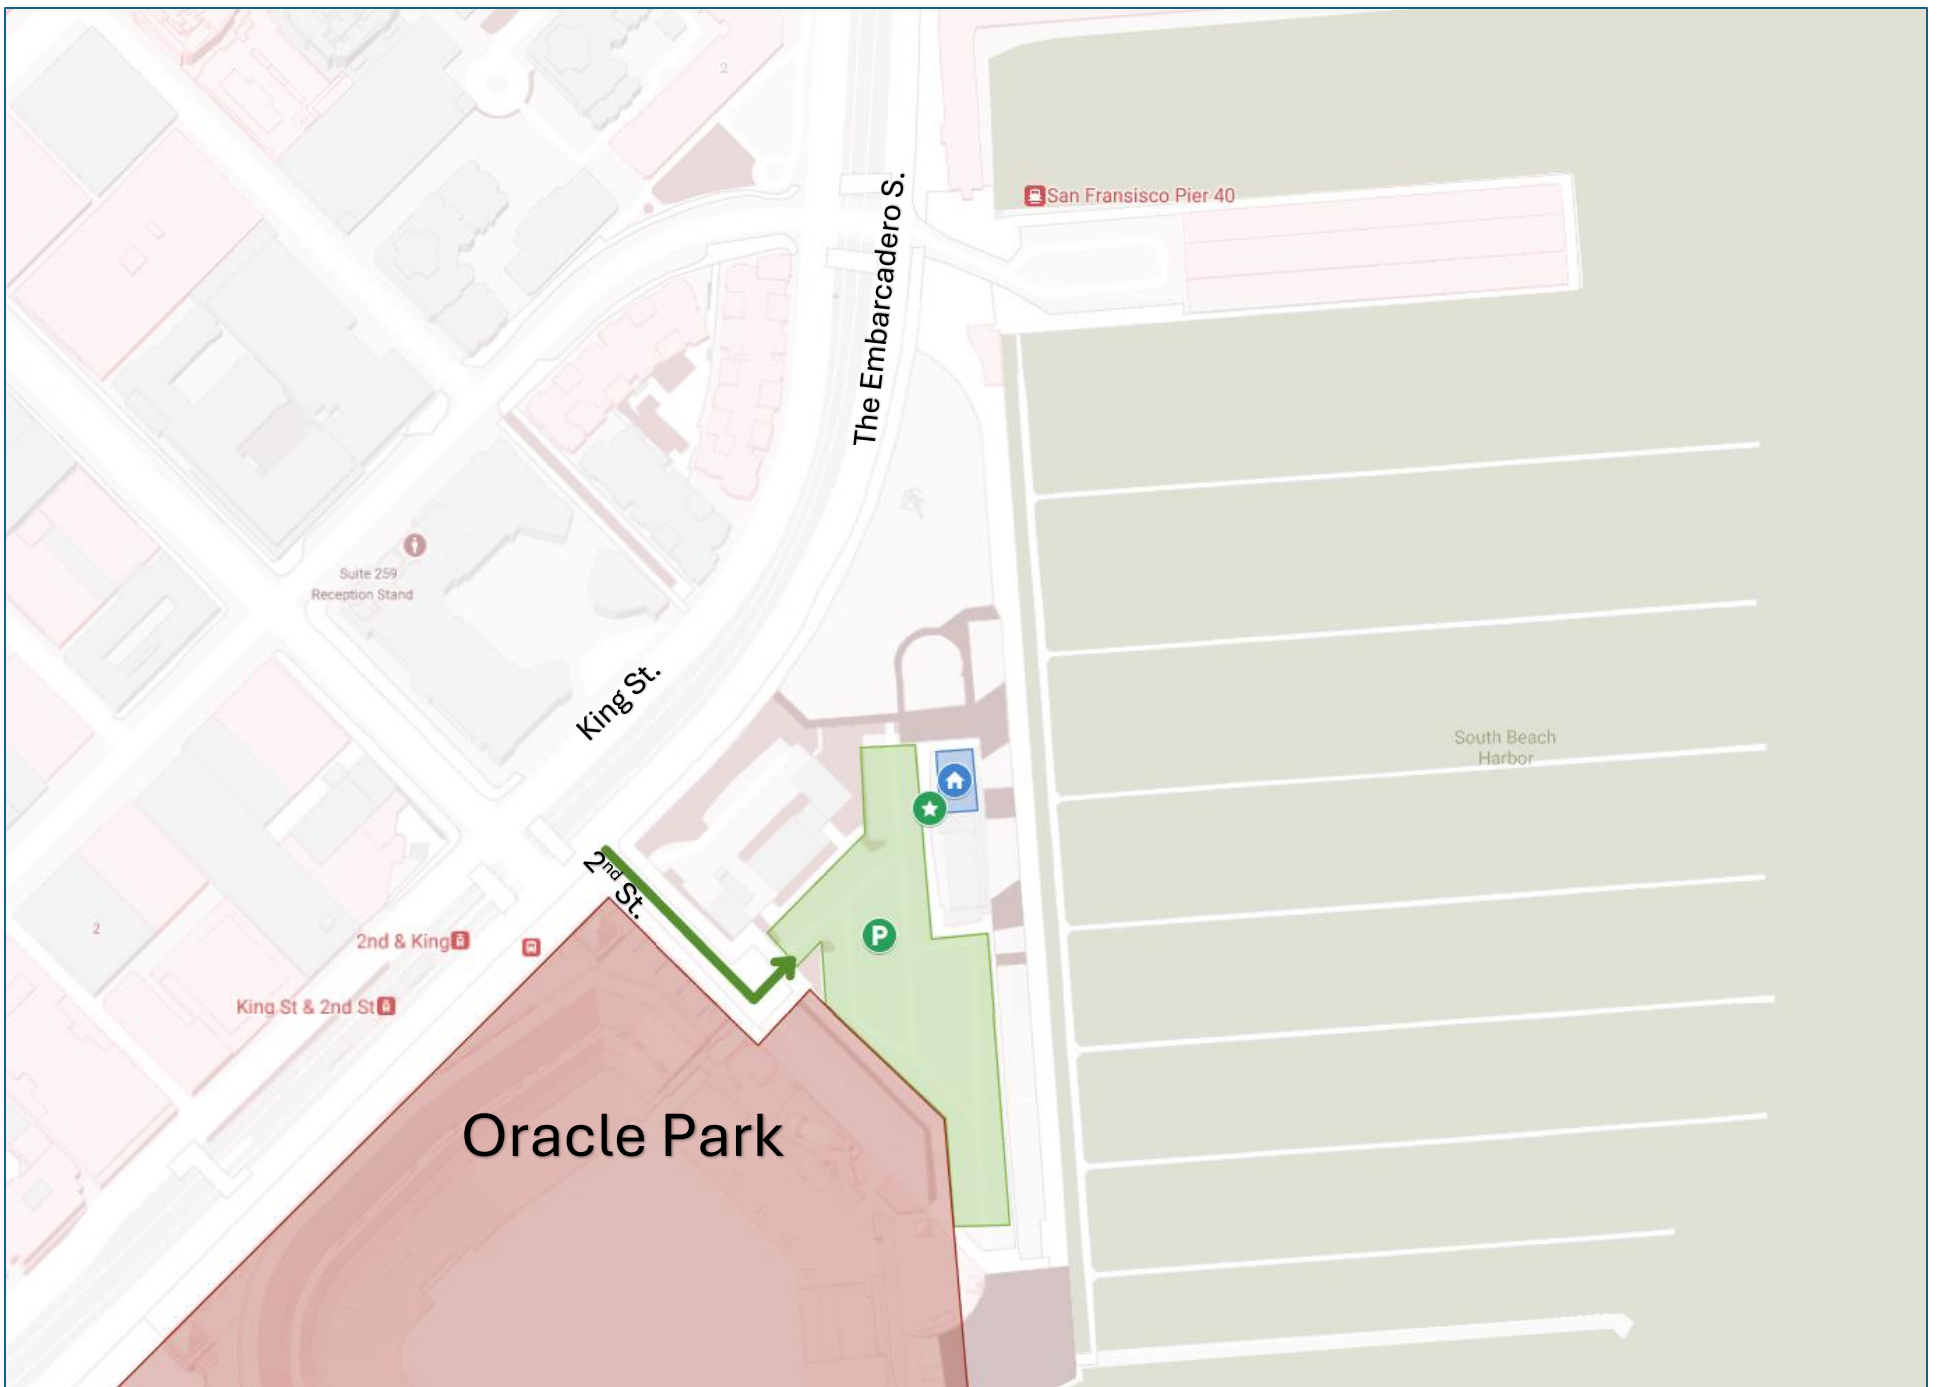 2
San Fransisco Pier 40
The Embarcadero S.
Suite 259
Reception Stand
King St.
South Beach
Harbor
2nd St.
2
2nd & King
P
King St & 2nd St
Oracle Park